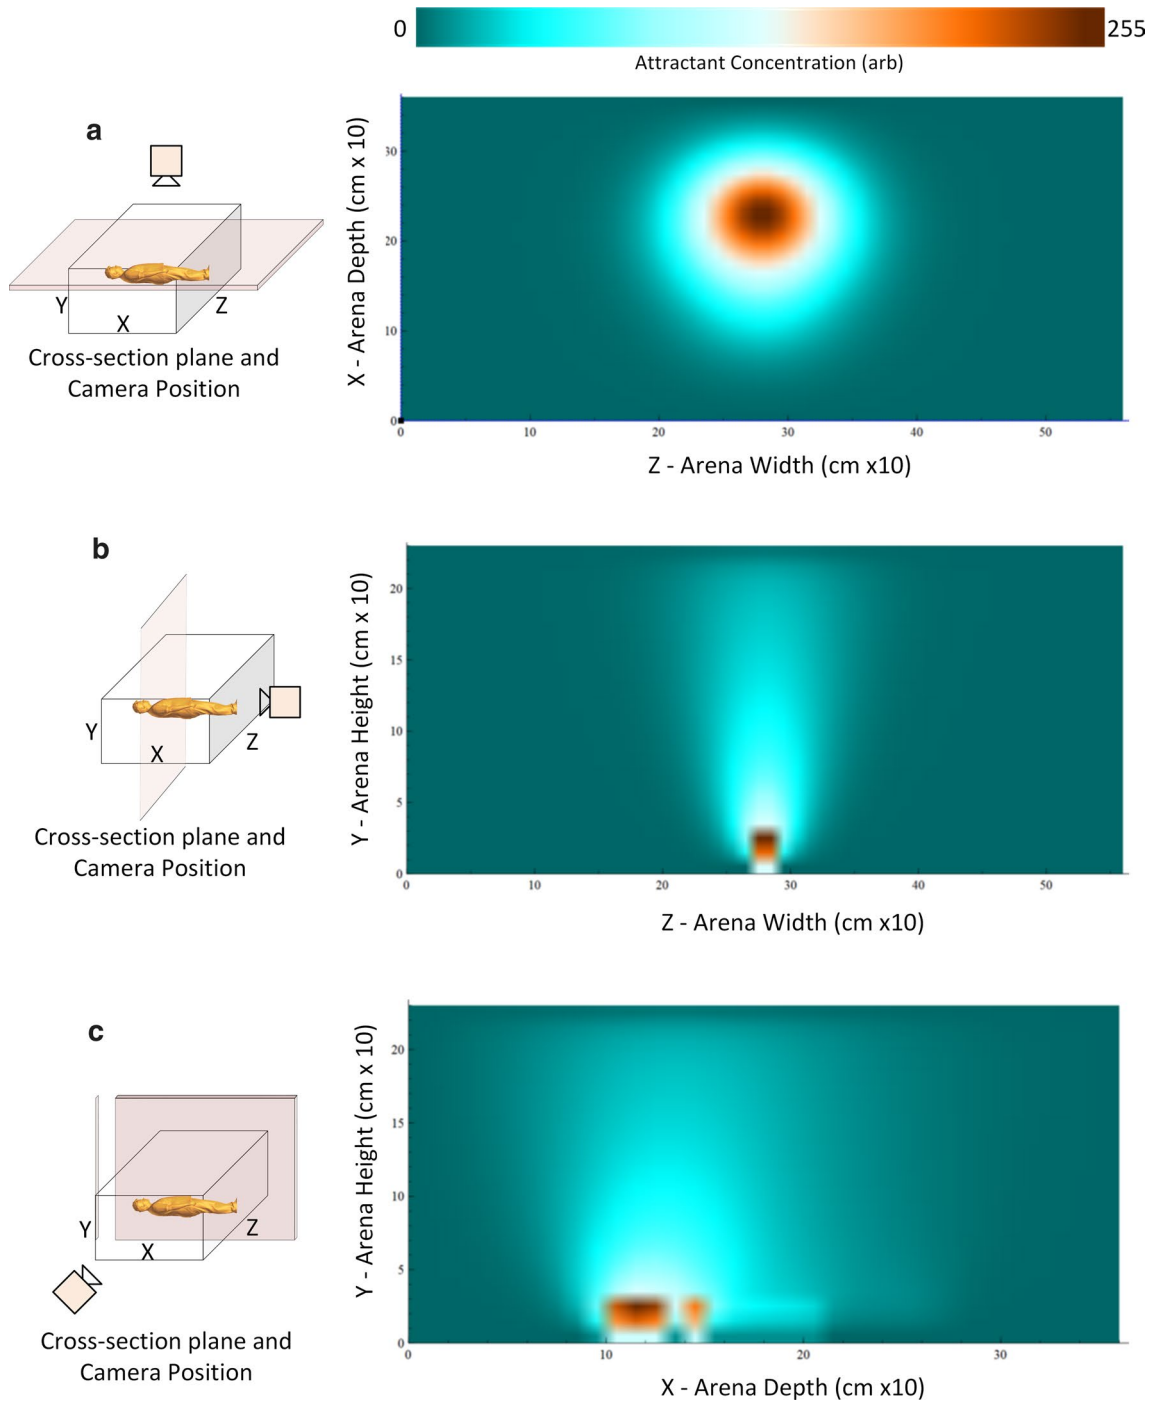 0
255
Attractant Concentration (arb)
a
Y
X
Z
Cross-section plane and
Camera Position
X - Arena Depth (cm x 10)
30
20
10
0
0
10
20
30
40
50
Z - Arena Width (cm x10)
b
Y
X
Z
Cross-section plane and
Camera Position
Y - Arena Height (cm x 10)
20
15
10
5
0
0
10
20
30
40
50
Z - Arena Width (cm x10)
c
Y
X
Z
Cross-section plane and
Camera Position
Y - Arena Height (cm x 10)
20
15
10
5
0
0
10
20
30
X - Arena Depth (cm x10)